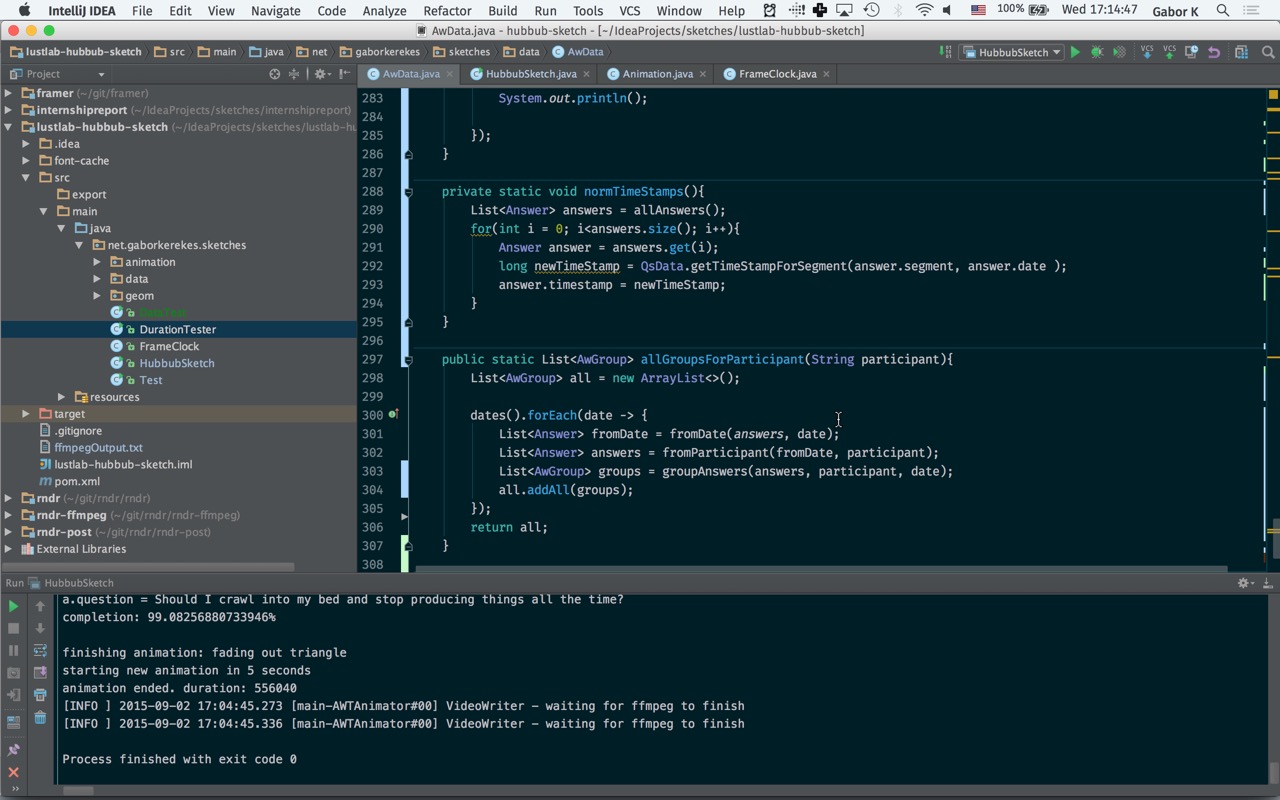 IntelliJ IDEA File Edit View Navigate Code Analyze Refactor Build Run Tools VCS Window Help 100% Wed 17:14:47 Gabor K
AwData.java - hubbub-sketch - [~/IdeaProjects/sketches/lustlab-hubbub-sketch]
lustlab-hubbub-sketch src main java net gaborkerekes sketches data AwData HubbubSketch VCS VCS
Project
AwData.java HubbubSketch.java Animation.java FrameClock.java
framer (~/git/framer)
internshipreport (~/IdeaProjects/sketches/internshipreport)
lustlab-hubbub-sketch (~/IdeaProjects/sketches/lustlab-hu
.idea
font-cache
src
export
main
java
net.gaborkerekes.sketches
animation
data
geom
DurationTester
FrameClock
HubbubSketch
Test
resources
target
.gitignore
ffmpegOutput.txt
lustlab-hubbub-sketch.iml
pom.xml
rndr (~/git/rndr/rndr)
rndr-ffmpeg (~/git/rndr/rndr-ffmpeg)
rndr-post (~/git/rndr/rndr-post)
External Libraries
283 System.out.println();
284
285 });
286 }
287
288 private static void normTimeStamps(){
289 List<Answer> answers = allAnswers();
290 for(int i = 0; i<answers.size(); i++){
291 Answer answer = answers.get(i);
292 long newTimeStamp = QsData.getTimeStampForSegment(answer.segment, answer.date );
293 answer.timestamp = newTimeStamp;
294 }
295 }
296
297 public static List<AwGroup> allGroupsForParticipant(String participant){
298 List<AwGroup> all = new ArrayList<>();
299
300 dates().forEach(date -> {
301 List<Answer> fromDate = fromDate(answers, date);
302 List<Answer> answers = fromParticipant(fromDate, participant);
303 List<AwGroup> groups = groupAnswers(answers, participant, date);
304 all.addAll(groups);
305 });
306 return all;
307 }
308
Run HubbubSketch
a.question = Should I crawl into my bed and stop producing things all the time?
completion: 99.08256880733946%
finishing animation: fading out triangle
starting new animation in 5 seconds
animation ended. duration: 556040
[INFO ] 2015-09-02 17:04:45.273 [main-AWTAnimator#00] VideoWriter - waiting for ffmpeg to finish
[INFO ] 2015-09-02 17:04:45.336 [main-AWTAnimator#00] VideoWriter - waiting for ffmpeg to finish
Process finished with exit code 0